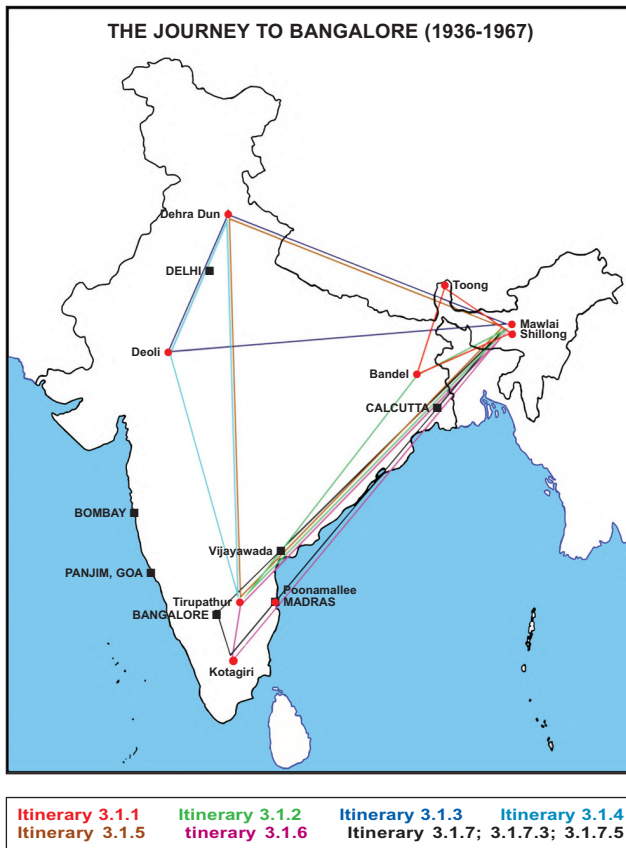 THE JOURNEY TO BANGALORE (1936-1967)
Dehra Dun
DELHI
Toong
Mawlai
Shillong
Deoli
Bandel
CALCUTTA
BOMBAY
Vijayawada
PANJIM, GOA
Poonamallee
Tirupathur
MADRAS
BANGALORE
Kotagiri
Itinerary 3.1.1 Itinerary 3.1.2 Itinerary 3.1.3 Itinerary 3.1.4
Itinerary 3.1.5 tinerary 3.1.6 Itinerary 3.1.7; 3.1.7.3; 3.1.7.5